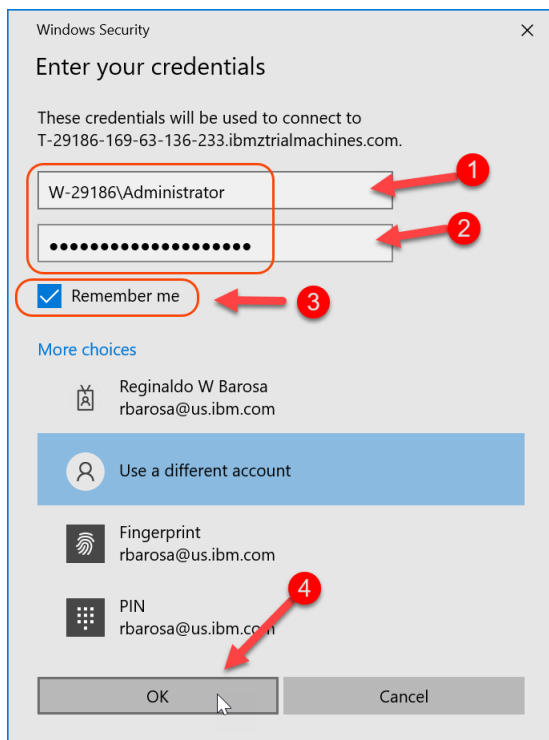 Windows Security
Enter your credentials
These credentials will be used to connect to
T-29186-169-63-136-233.ibmztrialmachines.com.
W-29186\Administrator
1
••••••••••••••••••••
2
Remember me
3
More choices
Reginaldo W Barosa
rbarosa@us.ibm.com
Use a different account
Fingerprint
rbarosa@us.ibm.com
4
PIN
rbarosa@us.ibm.com
OK
Cancel